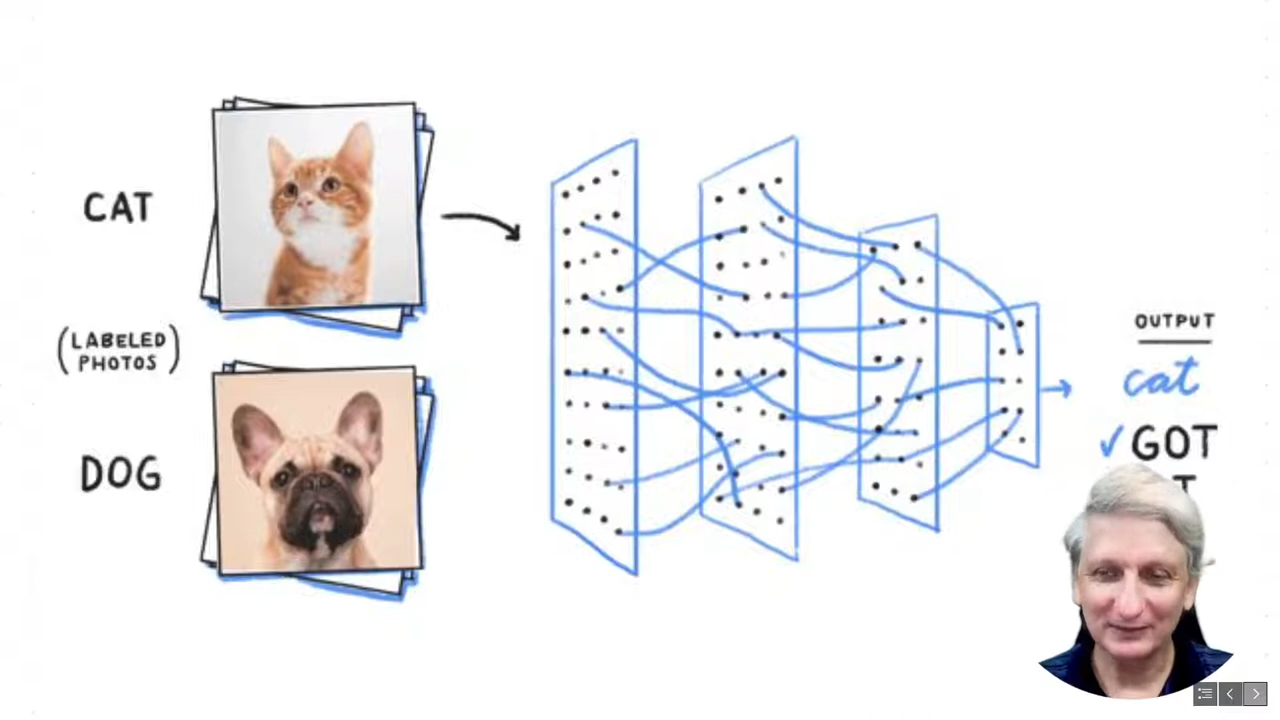 CAT
(LABELED
PHOTOS)
DOG
OUTPUT
cat
✓GOT